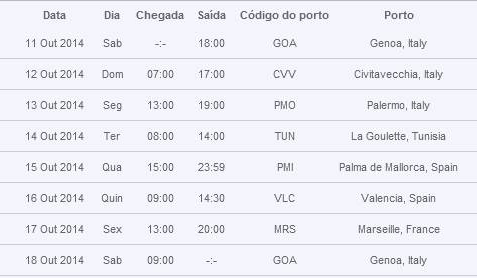 Data Dia Chegada Saída Código do porto Porto
11 Out 2014 Sab -:- 18:00 GOA Genoa, Italy
12 Out 2014 Dom 07:00 17:00 CVV Civitavecchia, Italy
13 Out 2014 Seg 13:00 19:00 PMO Palermo, Italy
14 Out 2014 Ter 08:00 14:00 TUN La Goulette, Tunisia
15 Out 2014 Qua 15:00 23:59 PMI Palma de Mallorca, Spain
16 Out 2014 Quin 09:00 14:30 VLC Valencia, Spain
17 Out 2014 Sex 13:00 20:00 MRS Marseille, France
18 Out 2014 Sab 09:00 -:- GOA Genoa, Italy